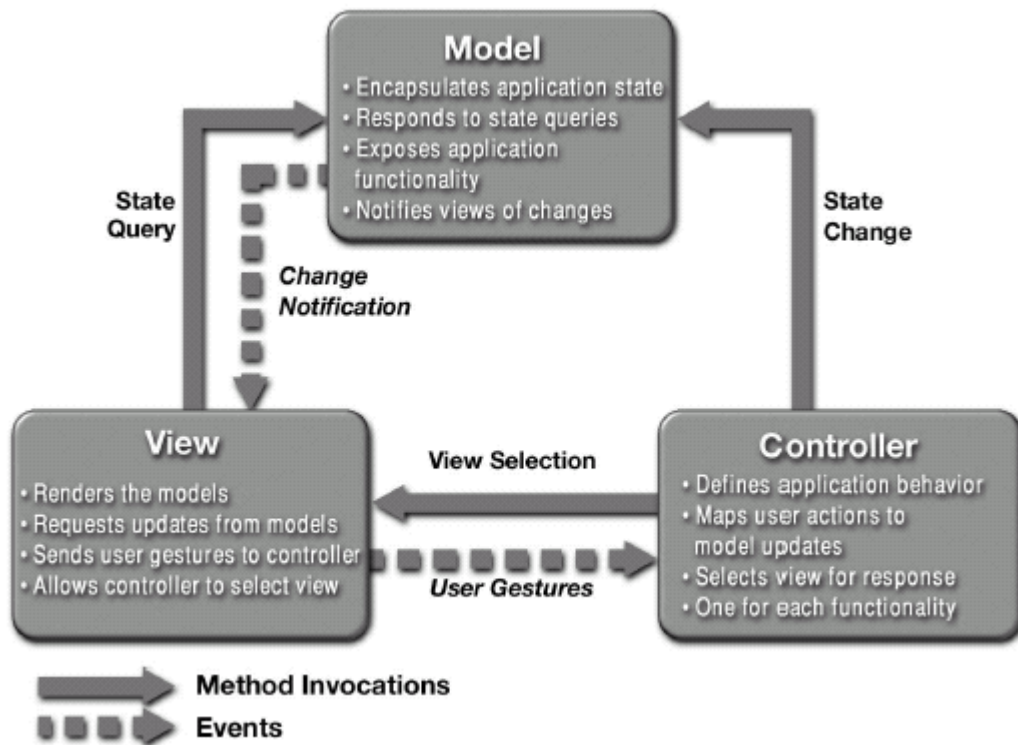 Model
• Encapsulates application state
• Responds to state queries
• Exposes application
functionality
• Notifies views of changes
State
Query
Change
Notification
State
Change
View
• Renders the models
• Requests updates from models
• Sends user gestures to controller
• Allows controller to select view
View Selection
User Gestures
Controller
• Defines application behavior
• Maps user actions to
model updates
• Selects view for response
• One for each functionality
Method Invocations
Events